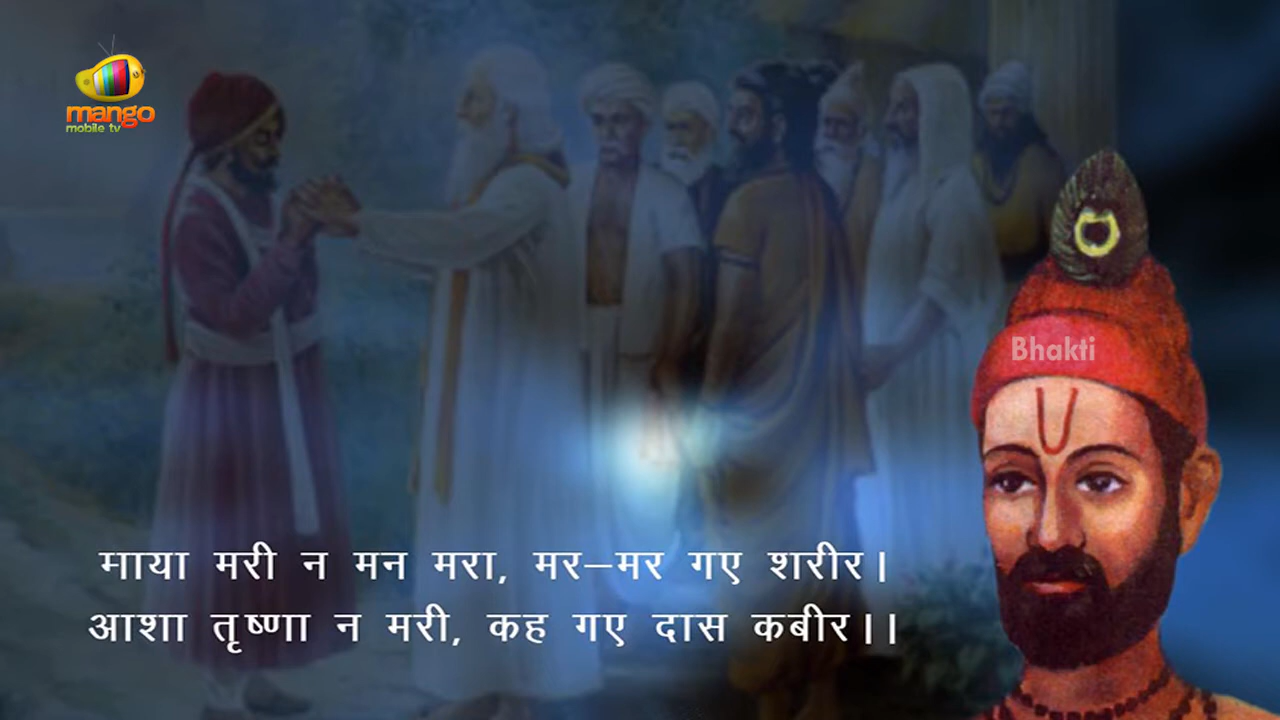 mango
mobile tv
Bhakti
माया मरी न मन मरा, मर–मर गए शरीर।
आशा तृष्णा न मरी, कह गए दास कबीर।।